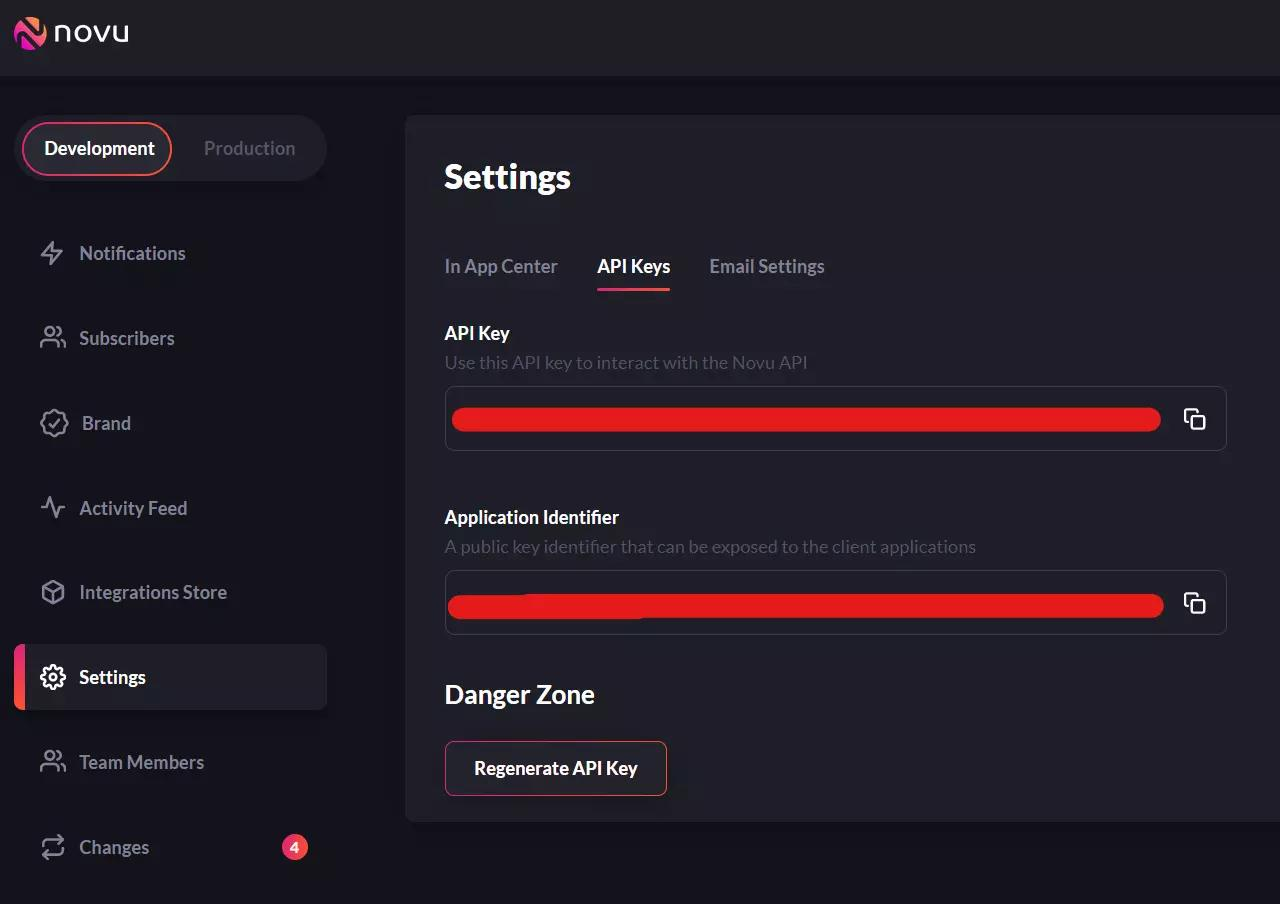 novu
Development
Production
Notifications
Subscribers
Brand
Activity Feed
Integrations Store
Settings
Team Members
Changes
4
Settings
In App Center
API Keys
Email Settings
API Key
Use this API key to interact with the Novu API
Application Identifier
A public key identifier that can be exposed to the client applications
Danger Zone
Regenerate API Key